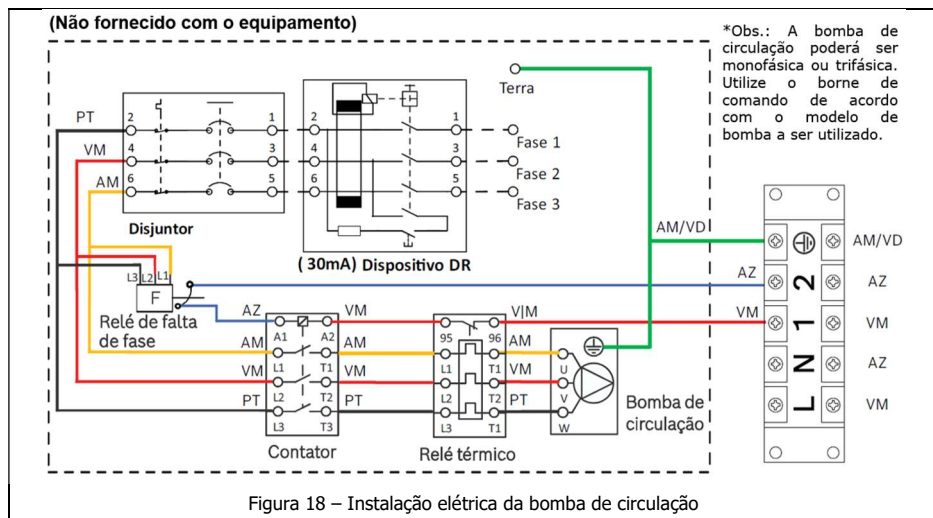 (Não fornecido com o equipamento)
*Obs.: A bomba de
circulação poderá ser
monofásica ou trifásica.
Utilize o borne de
comando de acordo
com o modelo de
bomba a ser utilizado.
Terra
PT
2
1
2
1
Fase 1
VM
4
3
4
3
Fase 2
AM
6
5
6
5
Fase 3
Disjuntor
( 30mA) Dispositivo DR
AM/VD
AM/VD
L3
L2
L1
F
AZ
2
AZ
Relé de falta
de fase
AZ
VM
V|M
VM
1
VM
A1
A2
95
96
AM
AM
AM
N
AZ
L1
T1
L1
T1
U
VM
VM
VM
L2
T2
L2
T2
V
PT
PT
PT
L
VM
L3
T3
L3
T1
W
Bomba de
circulação
Contator
Relé térmico
Figura 18 – Instalação elétrica da bomba de circulação